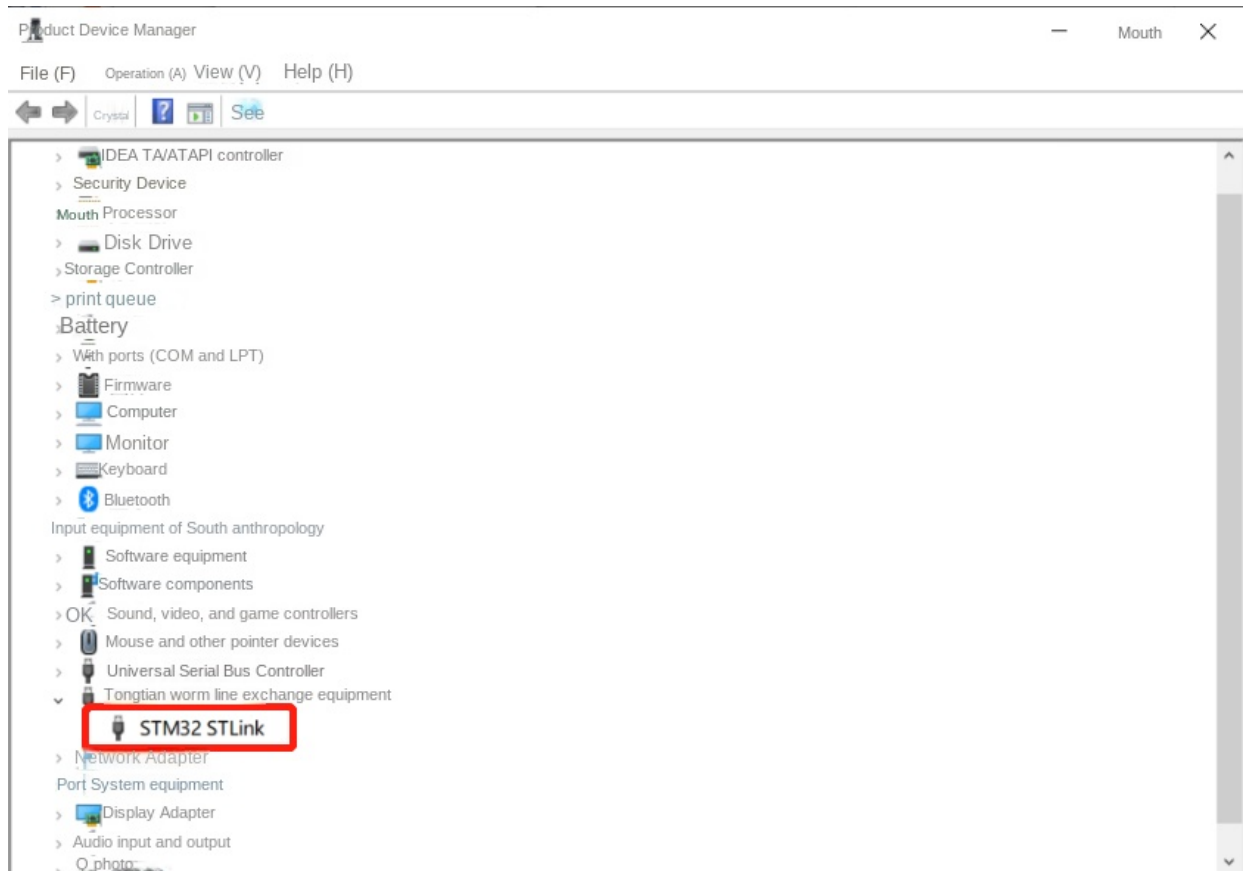 Product Device Manager
Mouth
File (F) Operation (A) View (V) Help (H)
Crystal See
IDEA TA/ATAPI controller
Security Device
Mouth Processor
Disk Drive
Storage Controller
> print queue
Battery
With ports (COM and LPT)
Firmware
Computer
Monitor
Keyboard
Bluetooth
Input equipment of South anthropology
Software equipment
Software components
OK Sound, video, and game controllers
Mouse and other pointer devices
Universal Serial Bus Controller
Tongtian worm line exchange equipment
STM32 STLink
Network Adapter
Port System equipment
Display Adapter
Audio input and output
O photo